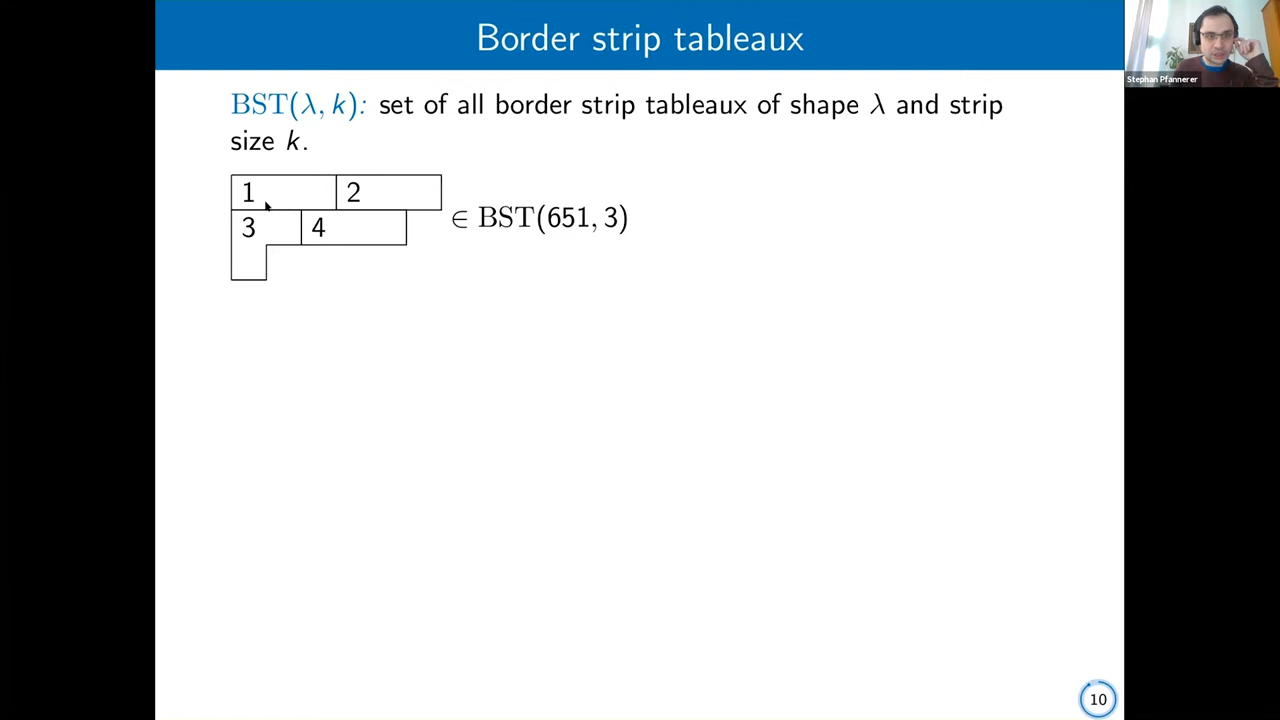 Border strip tableaux
Stephan Pfannerer
BST(λ, k): set of all border strip tableaux of shape λ and strip
size k.
1 2
3 4
∈ BST(651, 3)
10